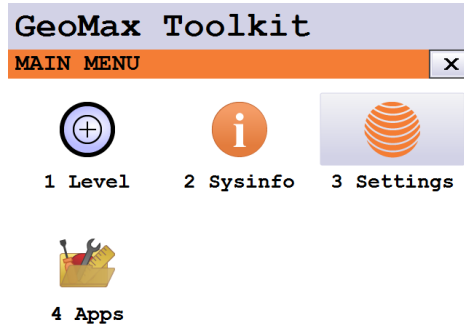 GeoMax Toolkit
MAIN MENU
X
1 Level
2 Sysinfo
3 Settings
4 Apps